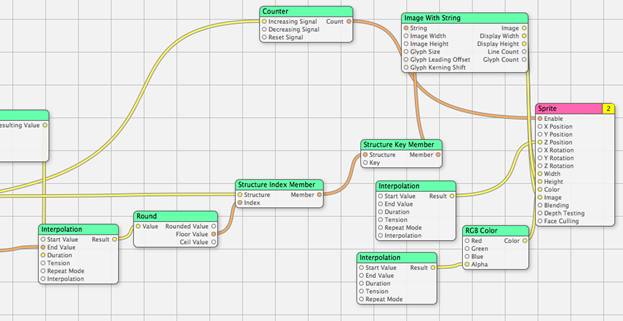 Counter
Increasing Signal Count
Decreasing Signal
Reset Signal
Image With String
String Image
Image Width Display Width
Image Height Display Height
Glyph Size Line Count
Glyph Leading Offset Glyph Count
Glyph Kerning Shift
Sprite 2
Enable
X Position
Y Position
Z Position
X Rotation
Y Rotation
Z Rotation
Width
Height
Color
Image
Blending
Depth Testing
Face Culling
esulting Value
Structure Key Member
Structure Member
Key
Structure Index Member
Structure Member
Index
Interpolation
Start Value Result
End Value
Duration
Tension
Repeat Mode
Interpolation
Round
Value Rounded Value
Floor Value
Ceil Value
Interpolation
Start Value Result
End Value
Duration
Tension
Repeat Mode
Interpolation
RGB Color
Red Color
Green
Blue
Alpha
Interpolation
Start Value Result
End Value
Duration
Tension
Repeat Mode